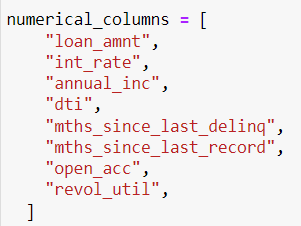 numerical_columns = [
    "loan_amnt",
    "int_rate",
    "annual_inc",
    "dti",
    "mths_since_last_delinq",
    "mths_since_last_record",
    "open_acc",
    "revol_util",
  ]